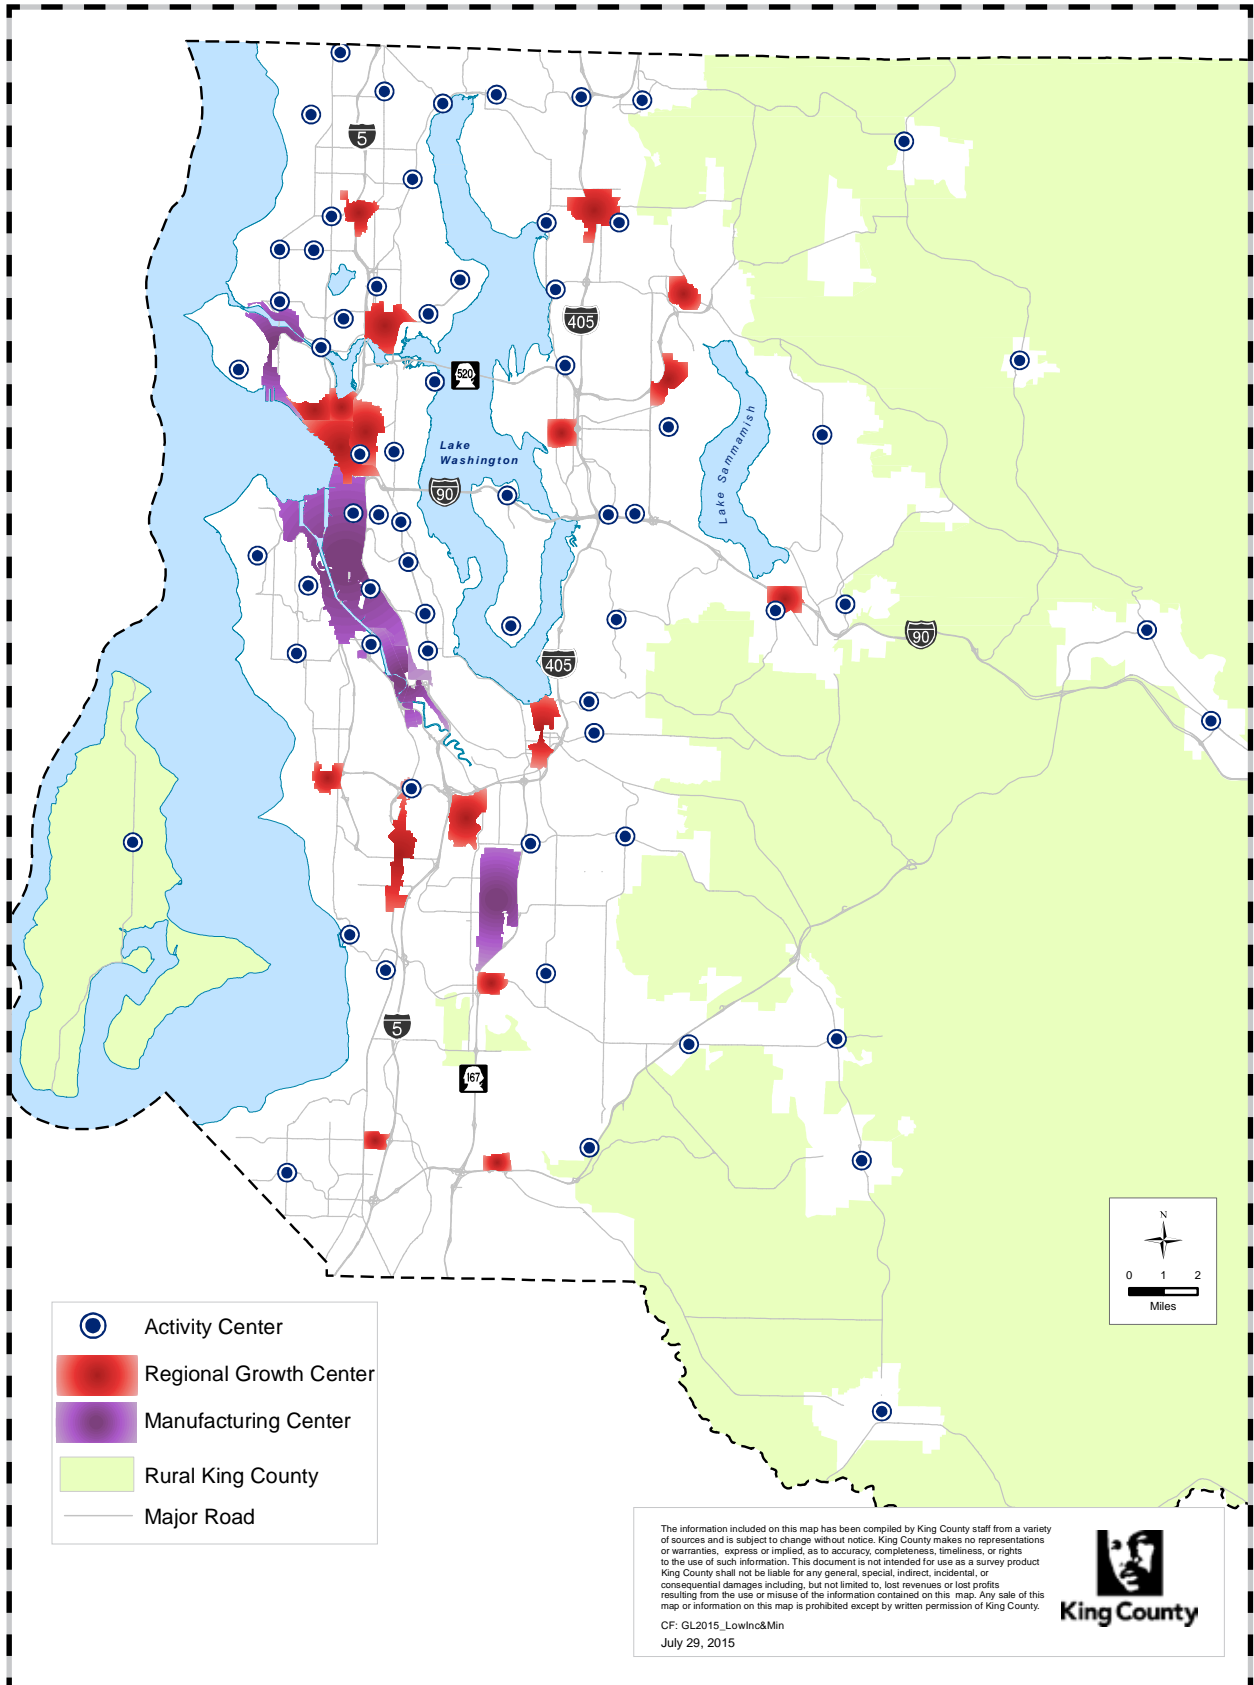 5
405
520
Lake
Washington
Lake Sammamish
90
90
405
5
167
N
0 1 2
Miles
Activity Center
Regional Growth Center
Manufacturing Center
Rural King County
Major Road
The information included on this map has been compiled by King County staff from a variety
of sources and is subject to change without notice. King County makes no representations
or warranties, express or implied, as to accuracy, completeness, timeliness, or rights
to the use of such information. This document is not intended for use as a survey product
King County shall not be liable for any general, special, indirect, incidental, or
consequential damages including, but not limited to, lost revenues or lost profits
resulting from the use or misuse of the information contained on this map. Any sale of this
map or information on this map is prohibited except by written permission of King County.
CF: GL2015_LowInc&Min
July 29, 2015
King County